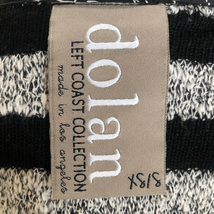 dolan
LEFT COAST COLLECTION
made in los angeles
XS/S